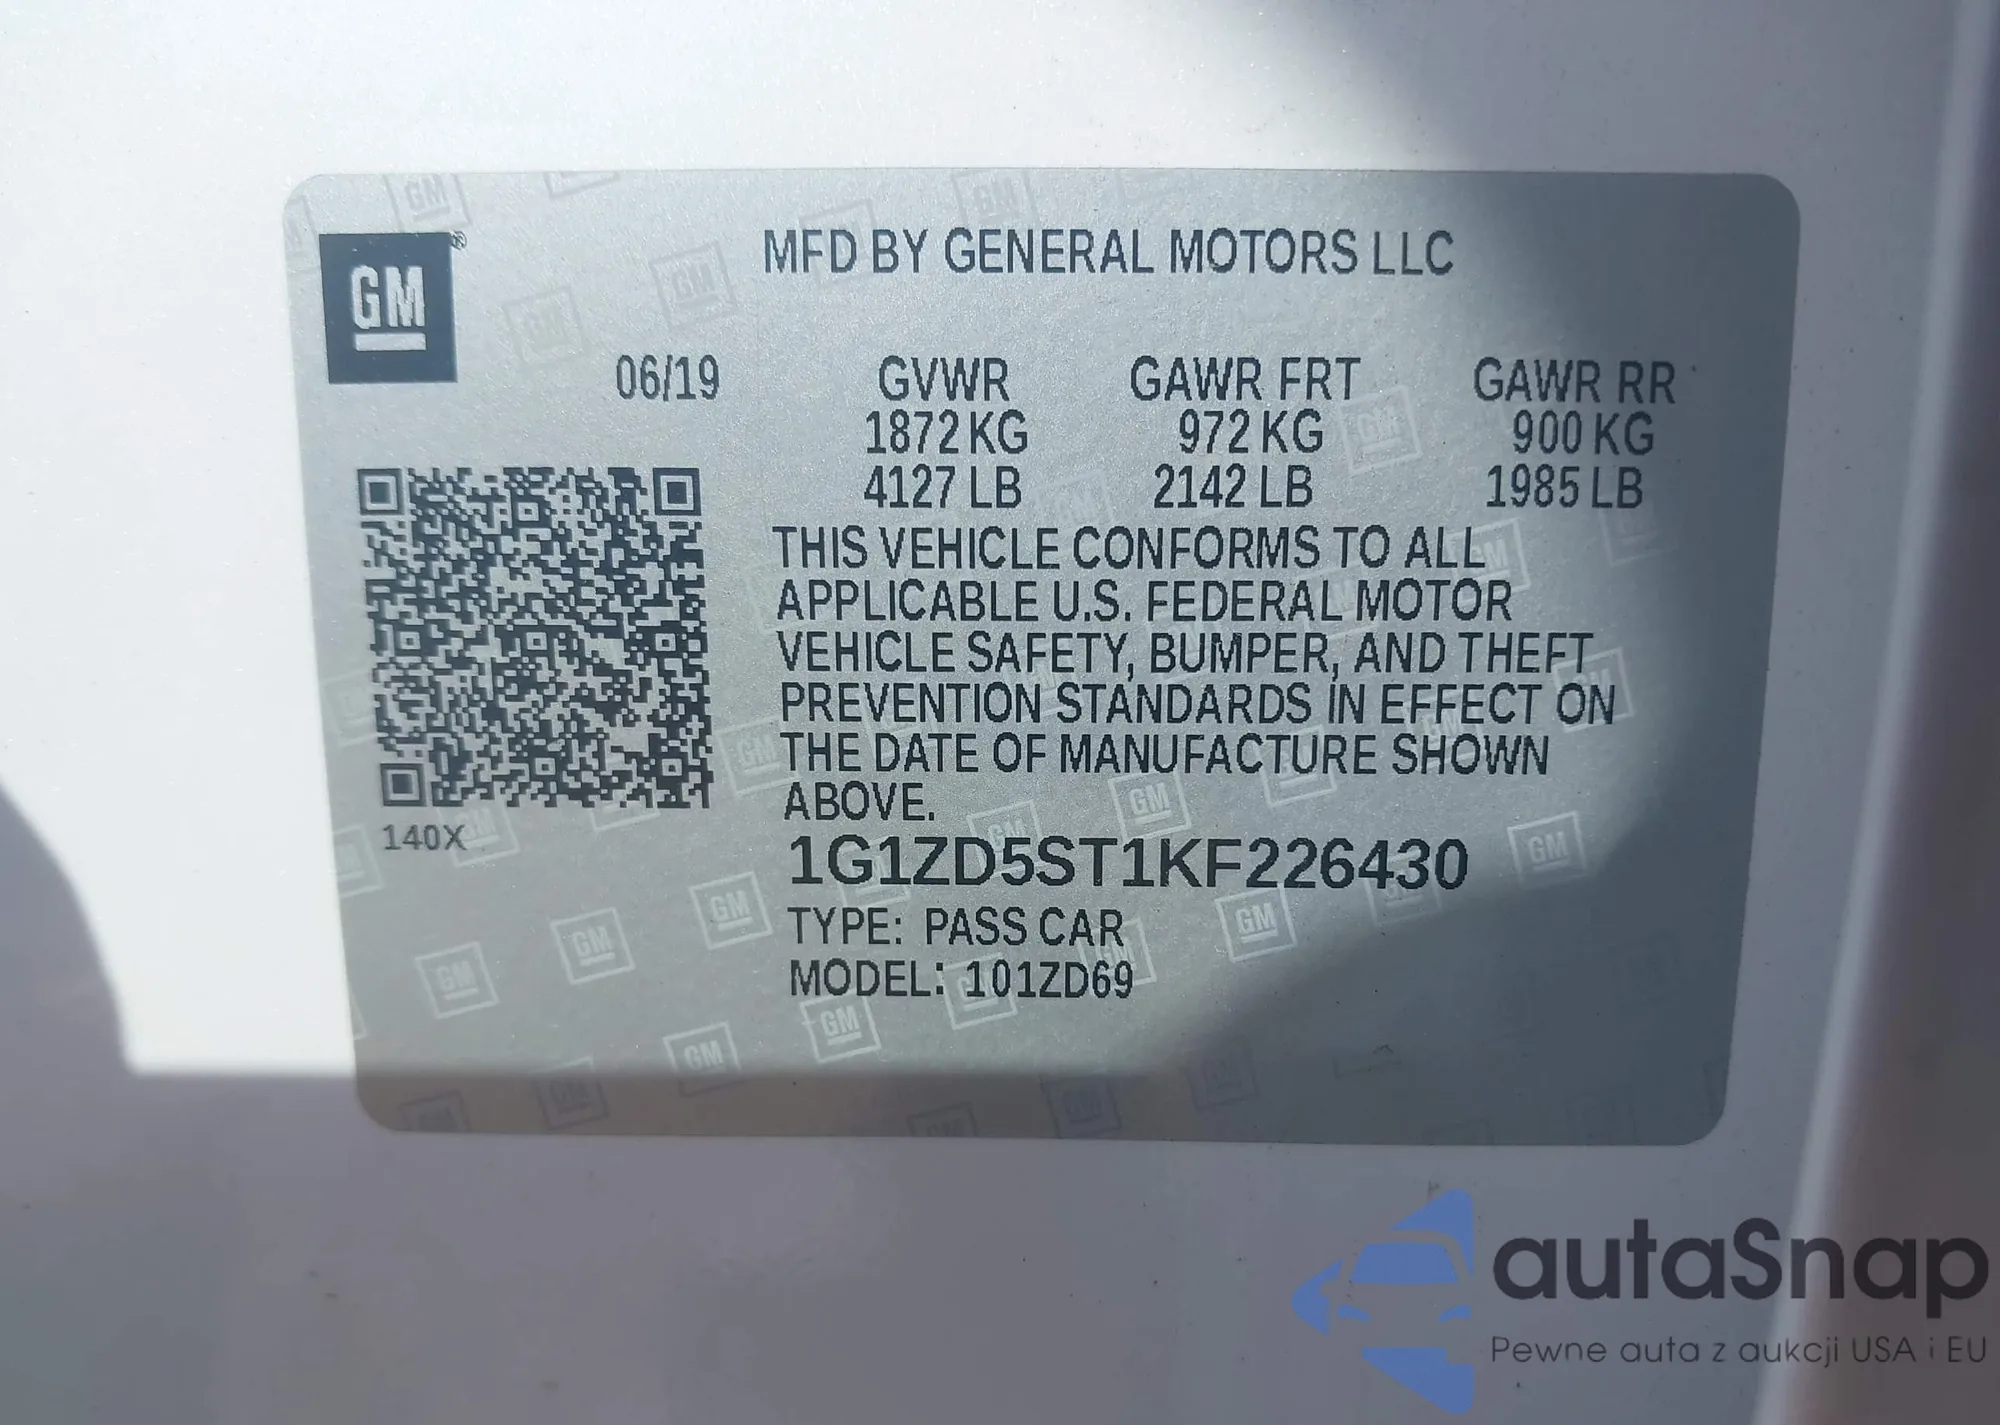 GM®
MFD BY GENERAL MOTORS LLC
06/19 GVWR GAWR FRT GAWR RR
1872 KG 972 KG 900 KG
4127 LB 2142 LB 1985 LB
THIS VEHICLE CONFORMS TO ALL
APPLICABLE U.S. FEDERAL MOTOR
VEHICLE SAFETY, BUMPER, AND THEFT
PREVENTION STANDARDS IN EFFECT ON
THE DATE OF MANUFACTURE SHOWN
ABOVE.
140X
1G1ZD5ST1KF226430
TYPE: PASS CAR
MODEL: 101ZD69
autaSnap
Pewne auta z aukcji USA i EU